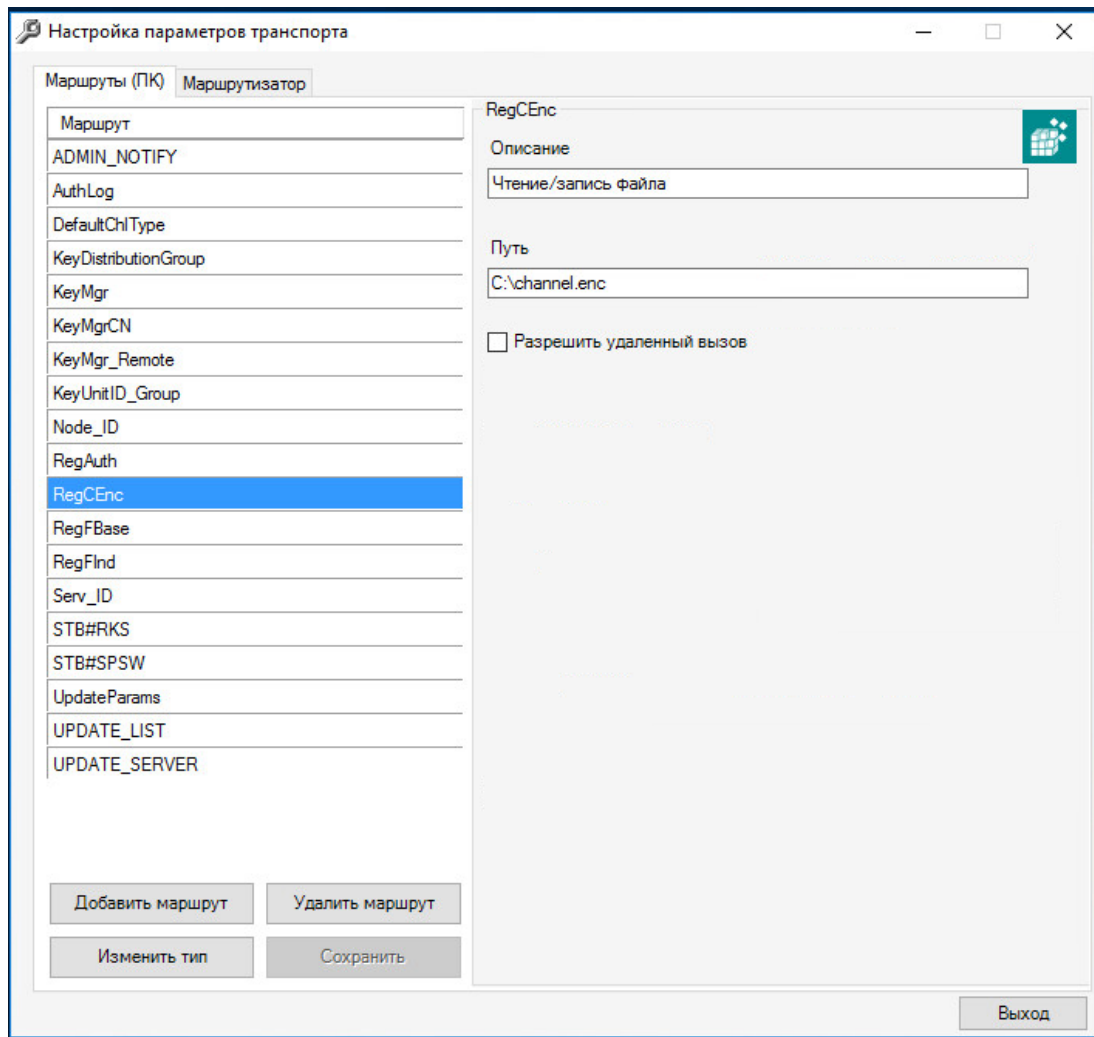 Настройка параметров транспорта
Маршруты (ПК) Маршрутизатор
Маршрут
ADMIN_NOTIFY
AuthLog
DefaultChlType
KeyDistributionGroup
KeyMgr
KeyMgrCN
KeyMgr_Remote
KeyUnitID_Group
Node_ID
RegAuth
RegCEnc
RegFBase
RegFInd
Serv_ID
STB#RKS
STB#SPSW
UpdateParams
UPDATE_LIST
UPDATE_SERVER
Добавить маршрут Удалить маршрут
Изменить тип Сохранить
RegCEnc
Описание
Чтение/запись файла
Путь
C:\channel.enc
Разрешить удаленный вызов
Выход